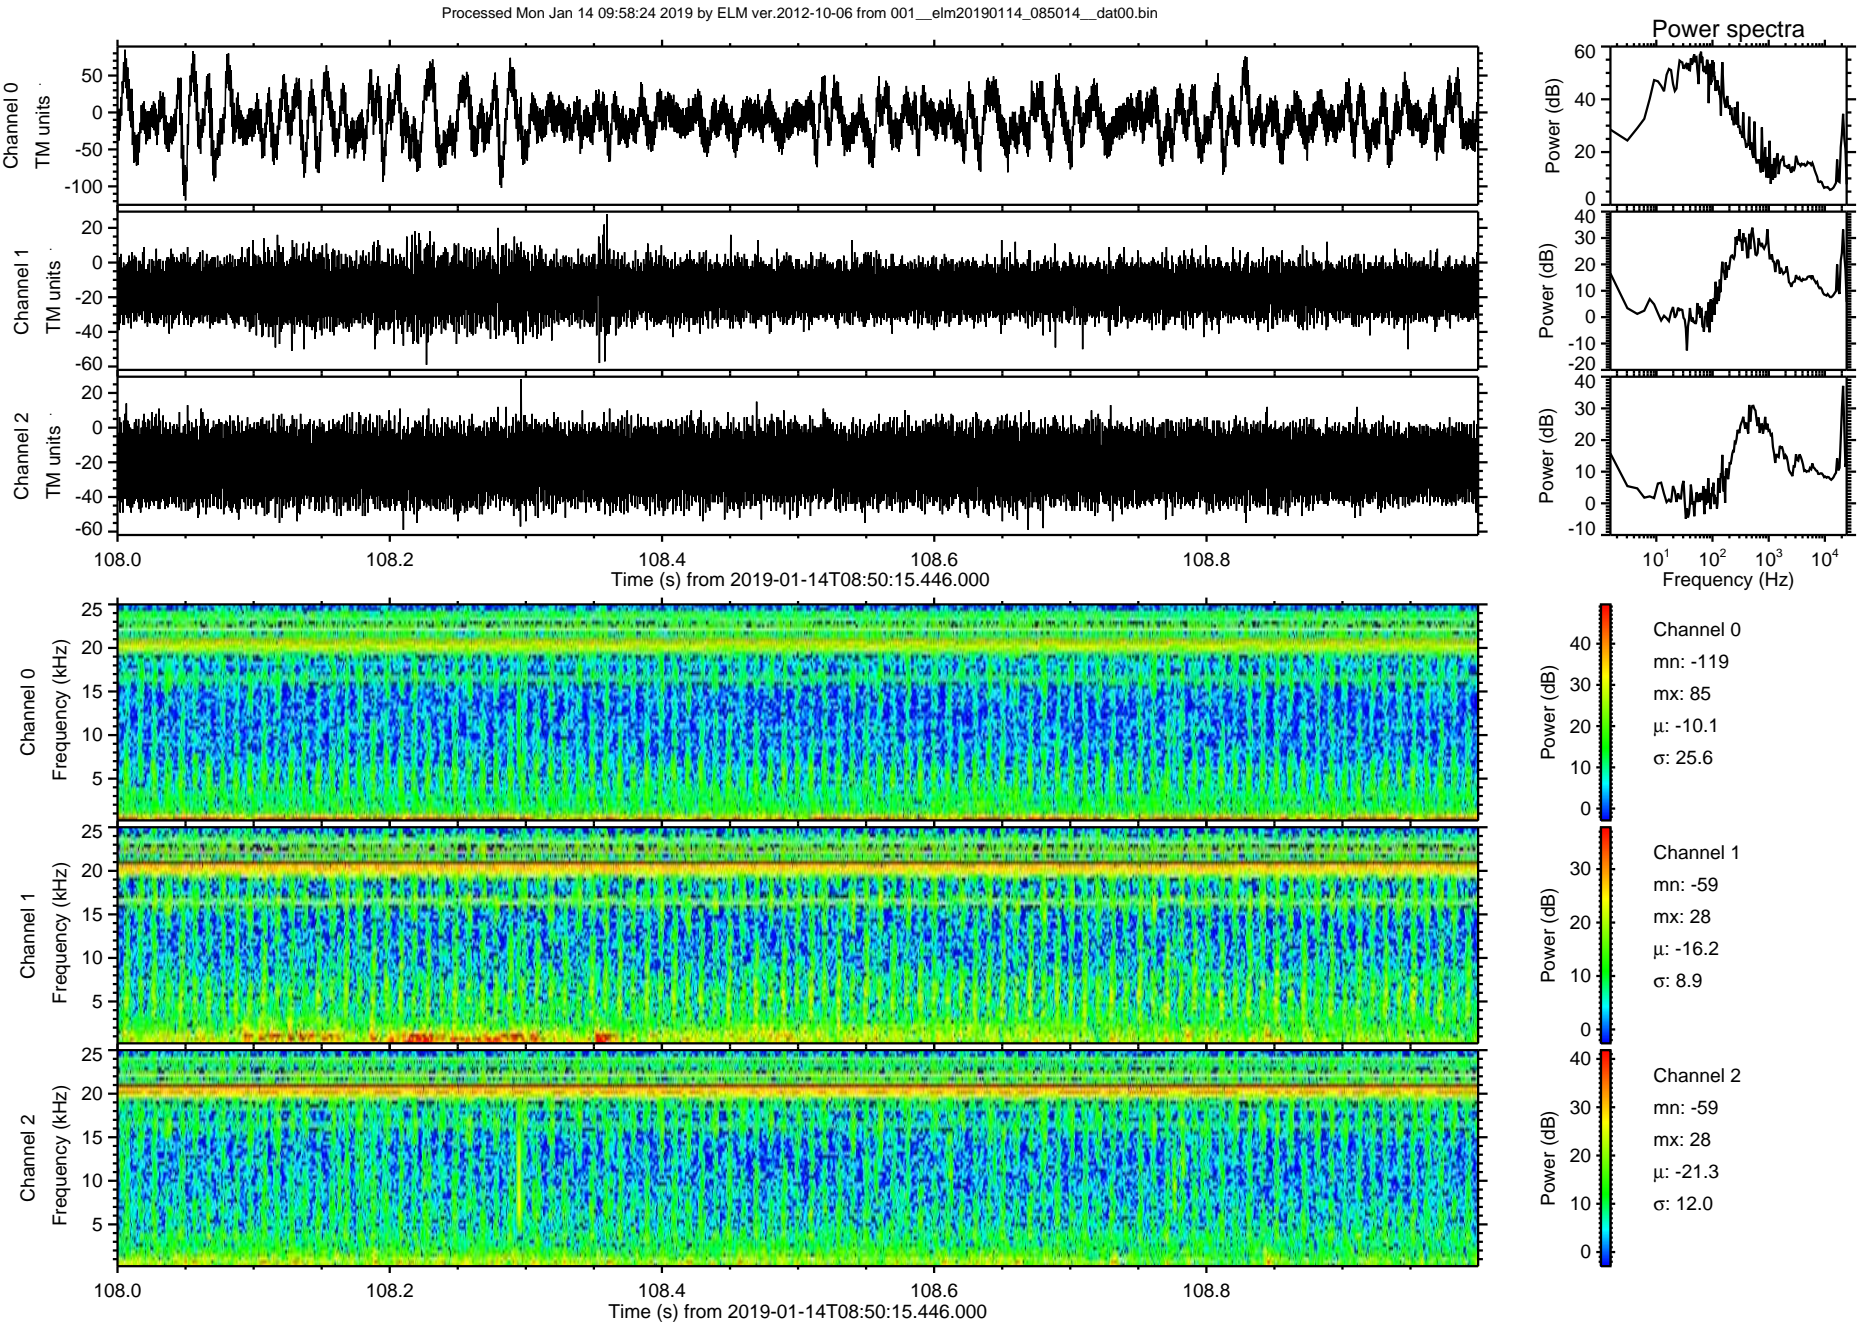 Processed Mon Jan 14 09:58:24 2019 by ELM ver.2012-10-06 from 001__elm20190114_085014__dat00.bin
Power spectra
Channel 0
TM units
50
0
-50
-100
Power (dB)
60
40
20
0
Channel 1
TM units
20
0
-20
-40
-60
Power (dB)
40
30
20
10
0
-10
-20
Channel 2
TM units
20
0
-20
-40
-60
Power (dB)
40
30
20
10
0
-10
108.0 108.2 108.4 108.6 108.8
Time (s) from 2019-01-14T08:50:15.446.000
10^1 10^2 10^3 10^4
Frequency (Hz)
Channel 0
Frequency (kHz)
25
20
15
10
5
Power (dB)
40
30
20
10
0
Channel 0
mn: -119
mx: 85
μ: -10.1
σ: 25.6
Channel 1
Frequency (kHz)
25
20
15
10
5
Power (dB)
30
20
10
0
Channel 1
mn: -59
mx: 28
μ: -16.2
σ: 8.9
Channel 2
Frequency (kHz)
25
20
15
10
5
Power (dB)
40
30
20
10
0
Channel 2
mn: -59
mx: 28
μ: -21.3
σ: 12.0
108.0 108.2 108.4 108.6 108.8
Time (s) from 2019-01-14T08:50:15.446.000